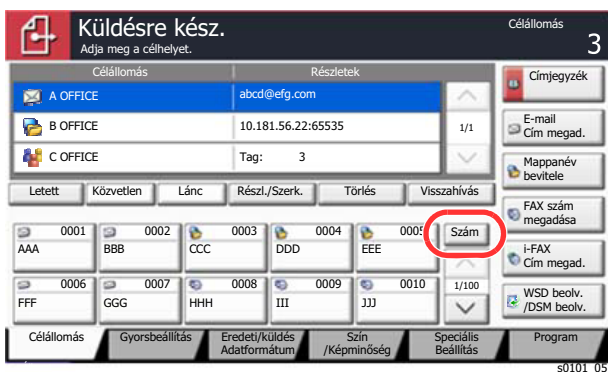 Küldésre kész.
Adja meg a célhelyet.
Célállomás
3
Célállomás Részletek
A OFFICE abcd@efg.com
B OFFICE 10.181.56.22:65535
C OFFICE Tag: 3
1/1
Címjegyzék
E-mail
Cím megad.
Mappanév
bevitele
FAX szám
megadása
i-FAX
Cím megad.
WSD beolv.
/DSM beolv.
Letett Közvetlen Lánc Részl./Szerk. Törlés Visszahívás
0001 0002 0003 0004 0005 Szám
AAA BBB CCC DDD EEE
0006 0007 0008 0009 0010 1/100
FFF GGG HHH III JJJ
Célállomás Gyorsbeállítás Eredeti/küldés
Adatformátum Szín
/Képminőség Speciális
Beállítás Program
s0101_05